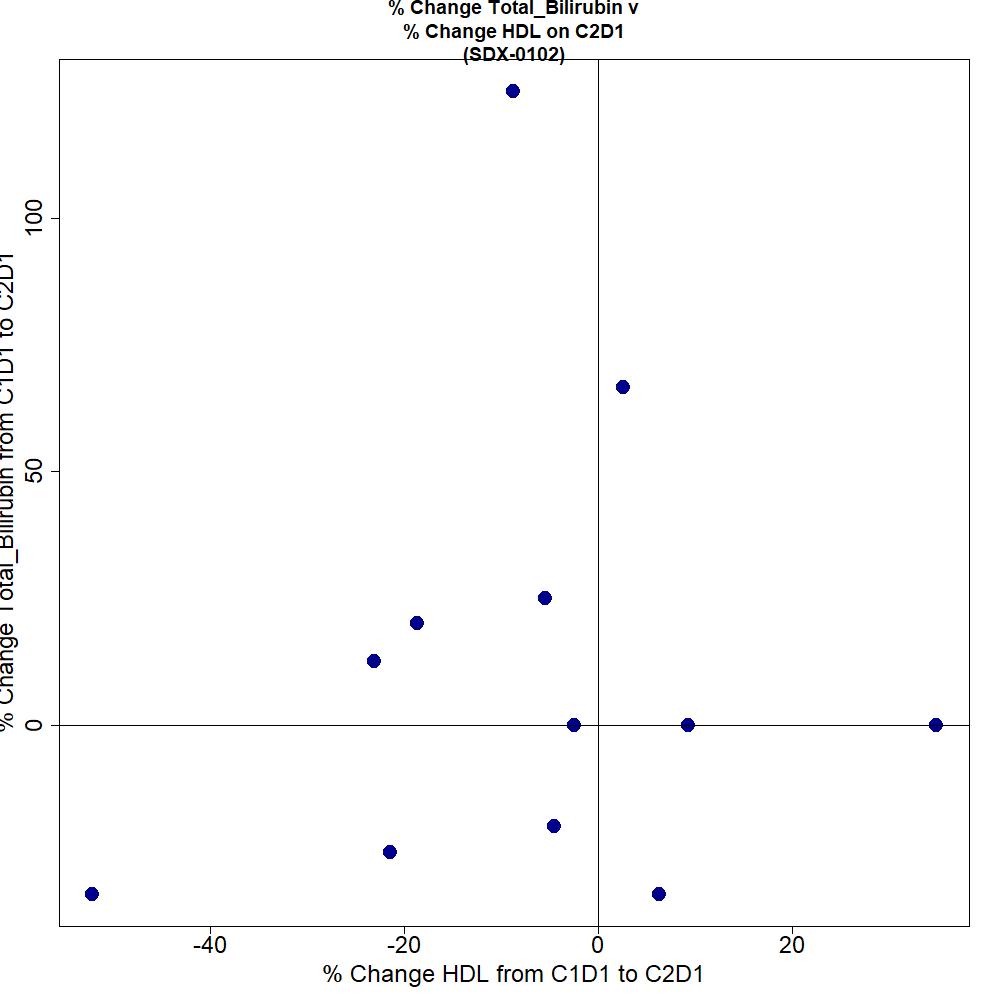 % Change Total_Bilirubin v
% Change HDL on C2D1
(SDX-0102)
% Change Total_Bilirubin from C1D1 to C2D1
100
50
0
-40
-20
0
20
% Change HDL from C1D1 to C2D1